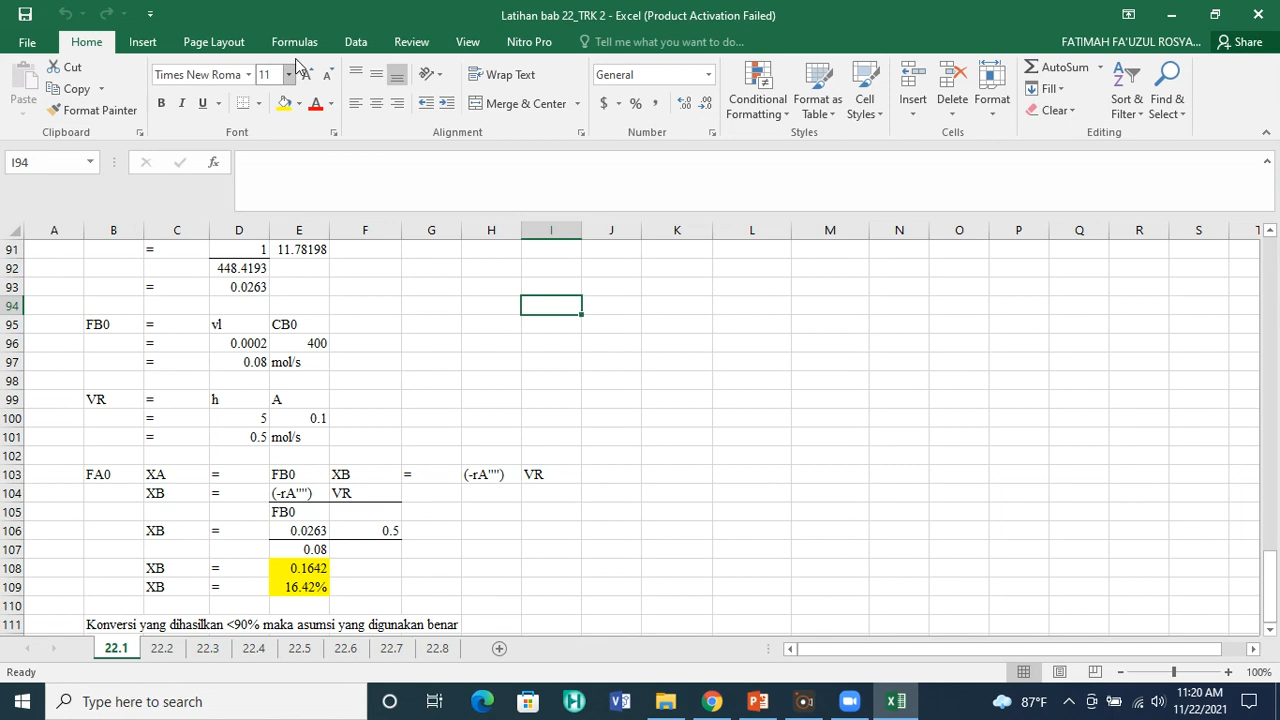 Latihan bab 22_TRK 2 - Excel (Product Activation Failed)
File Home Insert Page Layout Formulas Data Review View Nitro Pro Tell me what you want to do... FATIMAH FA'UZUL ROSYA... Share
Paste Cut Copy Format Painter Clipboard
Times New Roma 11 B I U A Font
Wrap Text Merge & Center Alignment
General $ % , Number
Conditional Formatting Format as Table Cell Styles Styles
Insert Delete Format Cells
AutoSum Fill Clear Sort & Filter Find & Select Editing
I94 fx
A B C D E F G H I J K L M N O P Q R S T
91 = 1 11.78198
92 448.4193
93 = 0.0263
94
95 FB0 = vl CB0
96 = 0.0002 400
97 = 0.08 mol/s
98
99 VR = h A
100 = 5 0.1
101 = 0.5 mol/s
102
103 FA0 XA = FB0 XB = (-rA"") VR
104 XB = (-rA"") VR
105 FB0
106 XB = 0.0263 0.5
107 0.08
108 XB = 0.1642
109 XB = 16.42%
110
111 Konversi yang dihasilkan <90% maka asumsi yang digunakan benar
22.1 22.2 22.3 22.4 22.5 22.6 22.7 22.8
Ready 100%
Type here to search 87°F 11:20 AM
11/22/2021